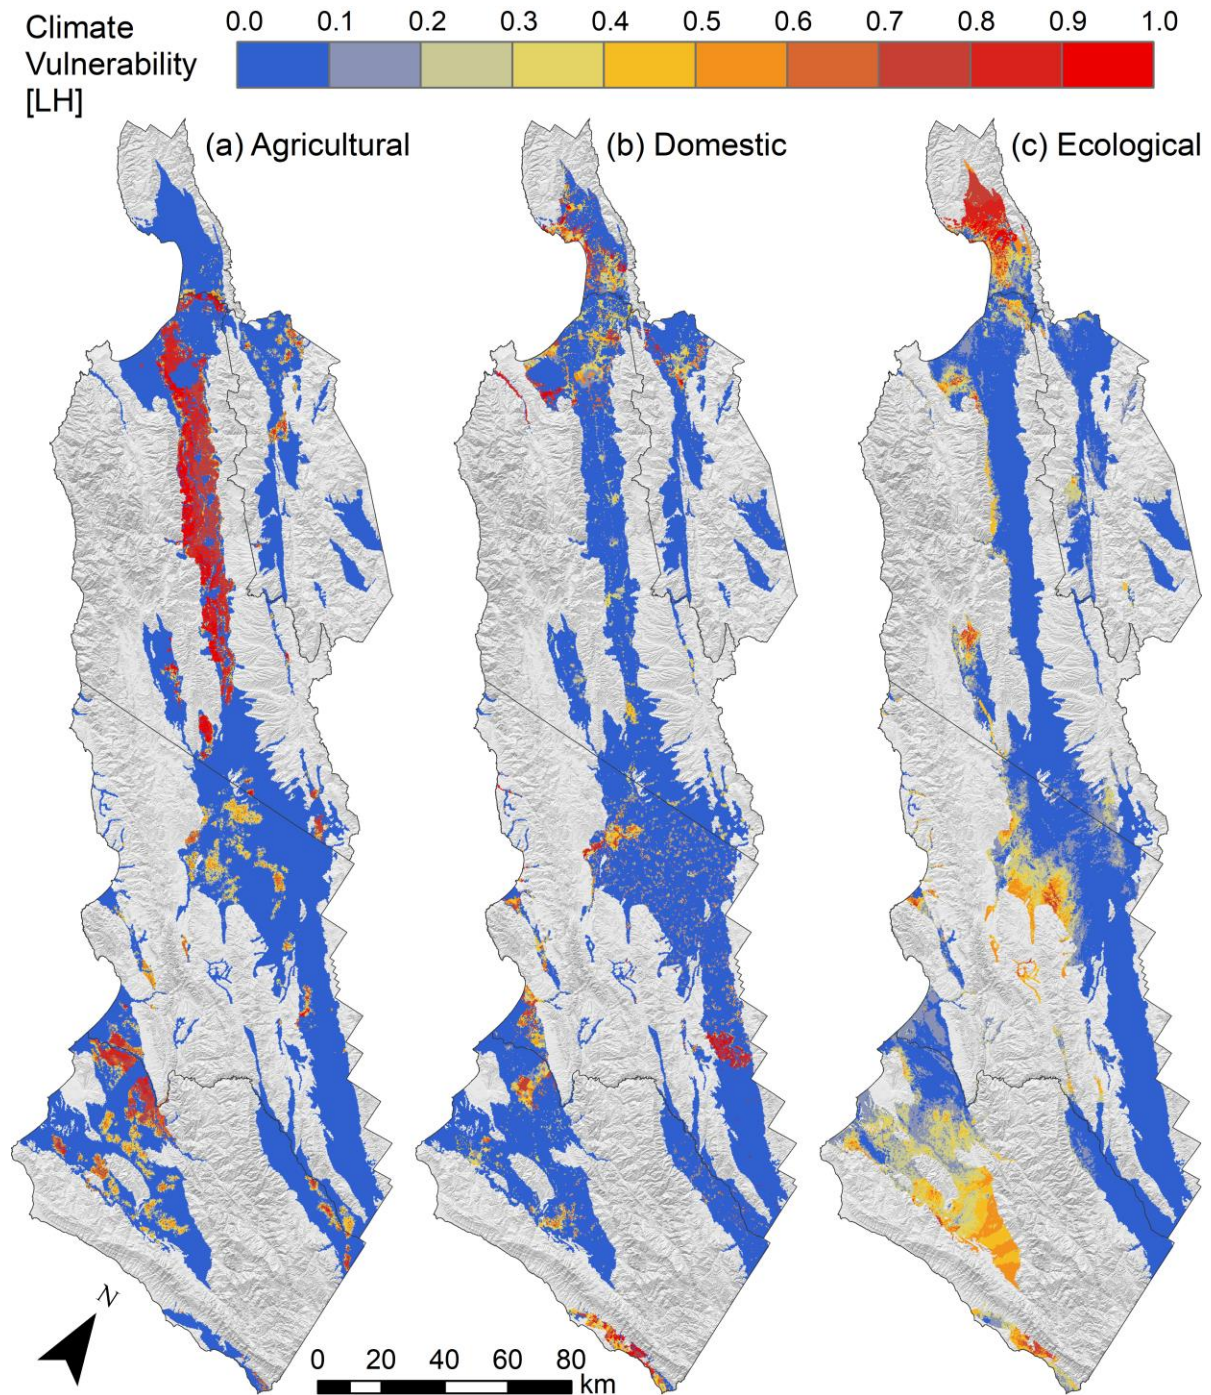 Climate
Vulnerability
[LH]
0.0 0.1 0.2 0.3 0.4 0.5 0.6 0.7 0.8 0.9 1.0
(a) Agricultural
(b) Domestic
(c) Ecological
N
0 20 40 60 80
km